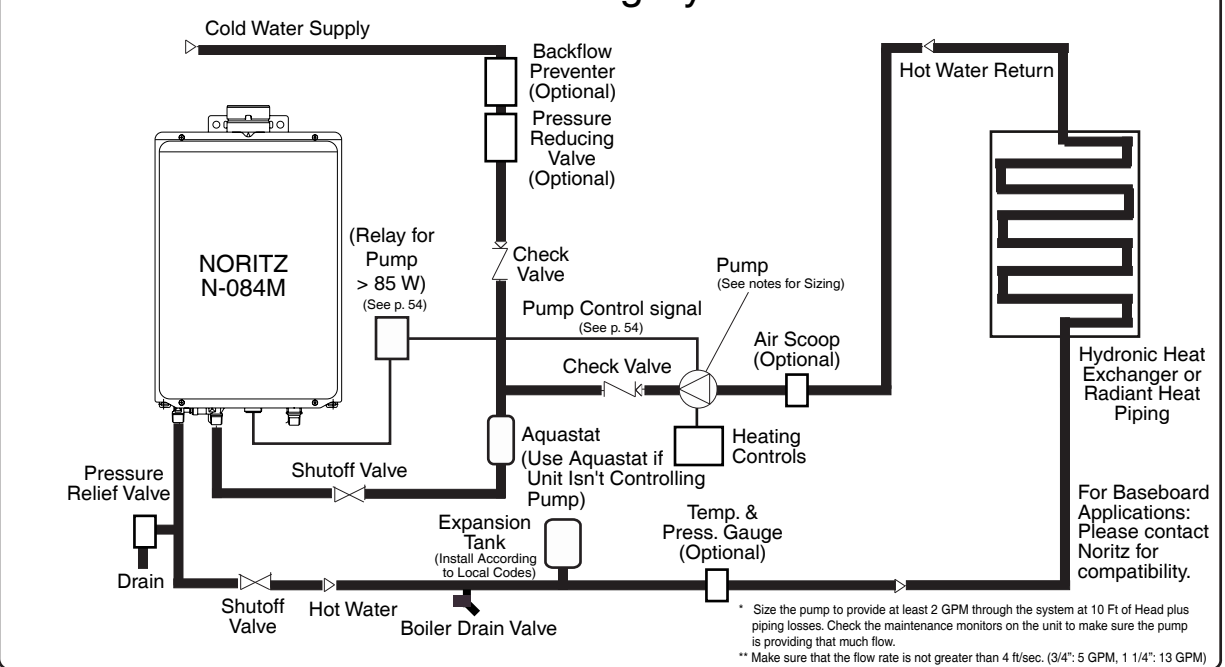 Cold Water Supply
Backflow
Preventer
(Optional)
Pressure
Reducing
Valve
(Optional)
Hot Water Return
NORITZ
N-084M
(Relay for
Pump
> 85 W)
(See p. 54)
Check
Valve
Pump
(See notes for Sizing)
Pump Control signal
(See p. 54)
Air Scoop
(Optional)
Check Valve
Hydronic Heat
Exchanger or
Radiant Heat
Piping
Aquastat
(Use Aquastat if
Unit Isn't Controlling
Pump)
Heating
Controls
Shutoff Valve
Pressure
Relief Valve
Drain
Expansion
Tank
(Install According
to Local Codes)
Temp. &
Press. Gauge
(Optional)
For Baseboard
Applications:
Please contact
Noritz for
compatibility.
Shutoff
Valve
Hot Water
Boiler Drain Valve
* Size the pump to provide at least 2 GPM through the system at 10 Ft of Head plus
piping losses. Check the maintenance monitors on the unit to make sure the pump
is providing that much flow.
** Make sure that the flow rate is not greater than 4 ft/sec. (3/4": 5 GPM, 1 1/4": 13 GPM)